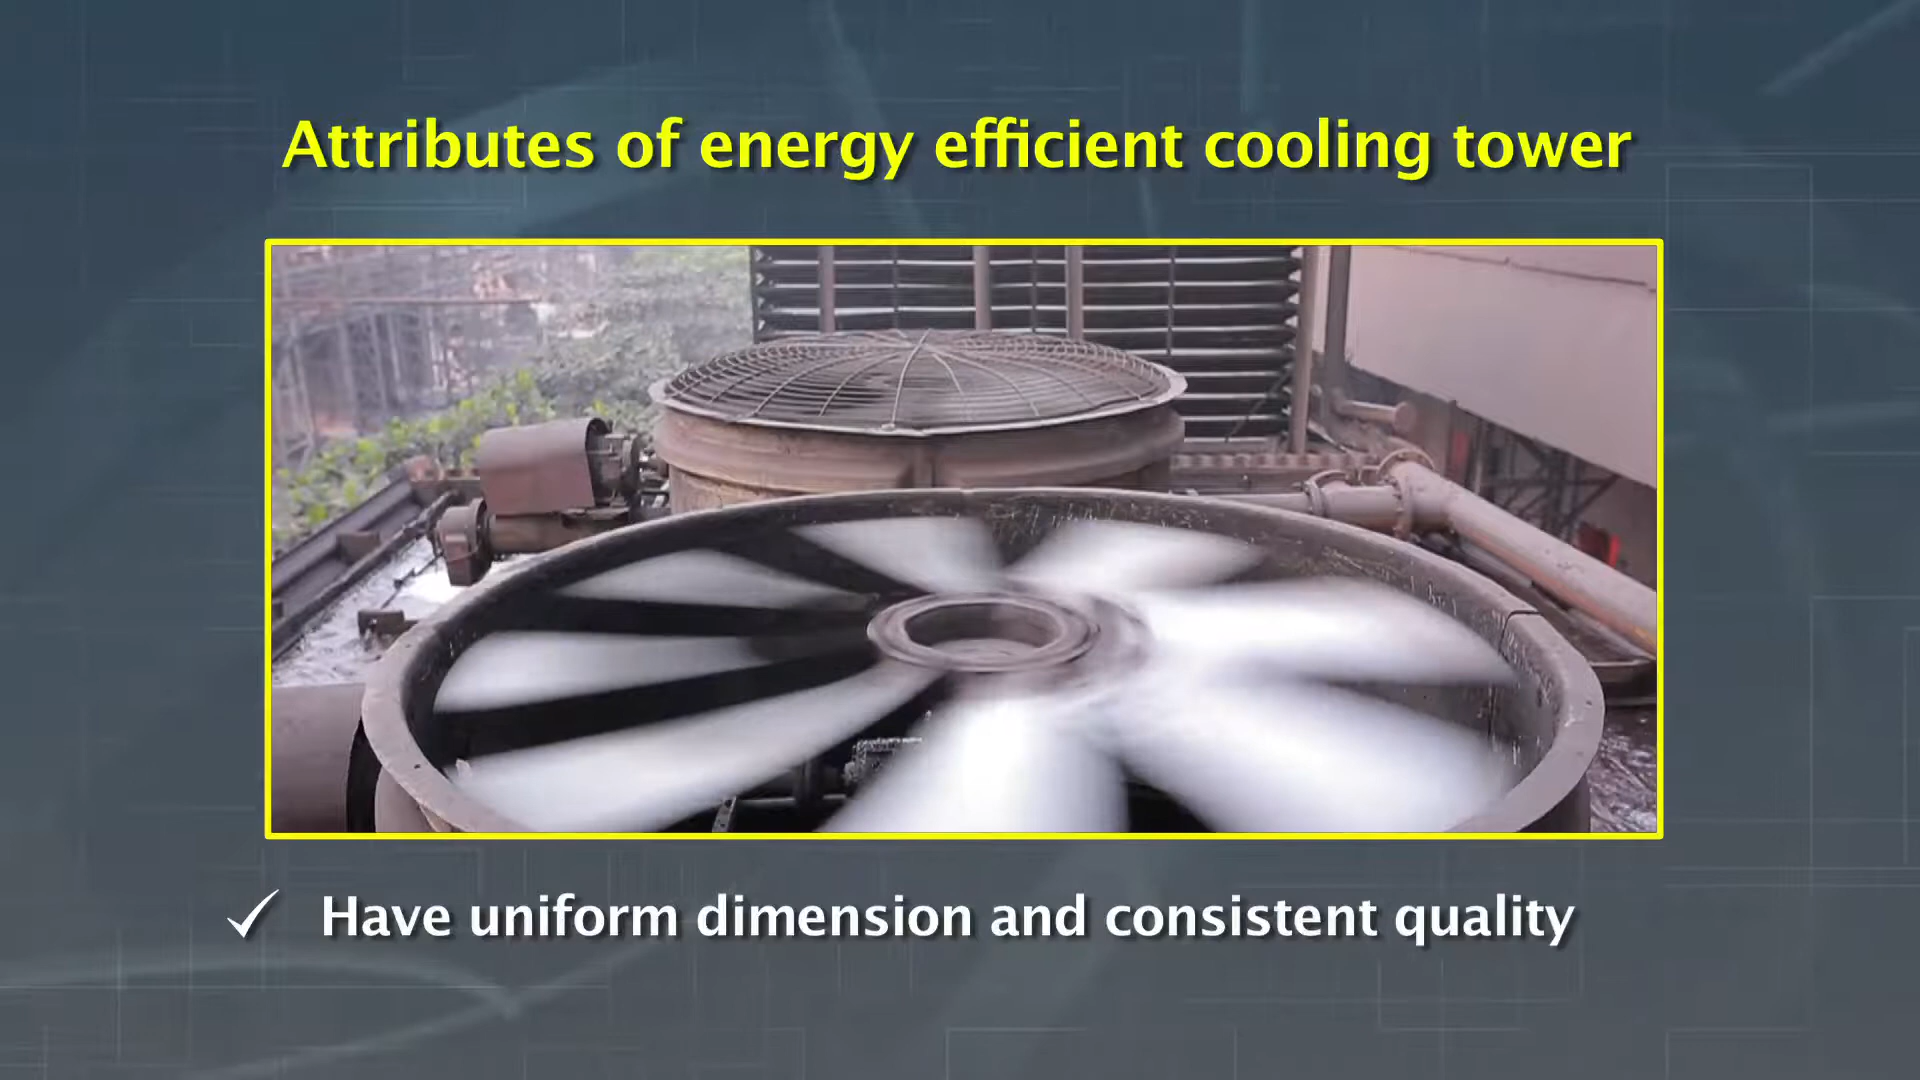 Attributes of energy efficient cooling tower
Have uniform dimension and consistent quality